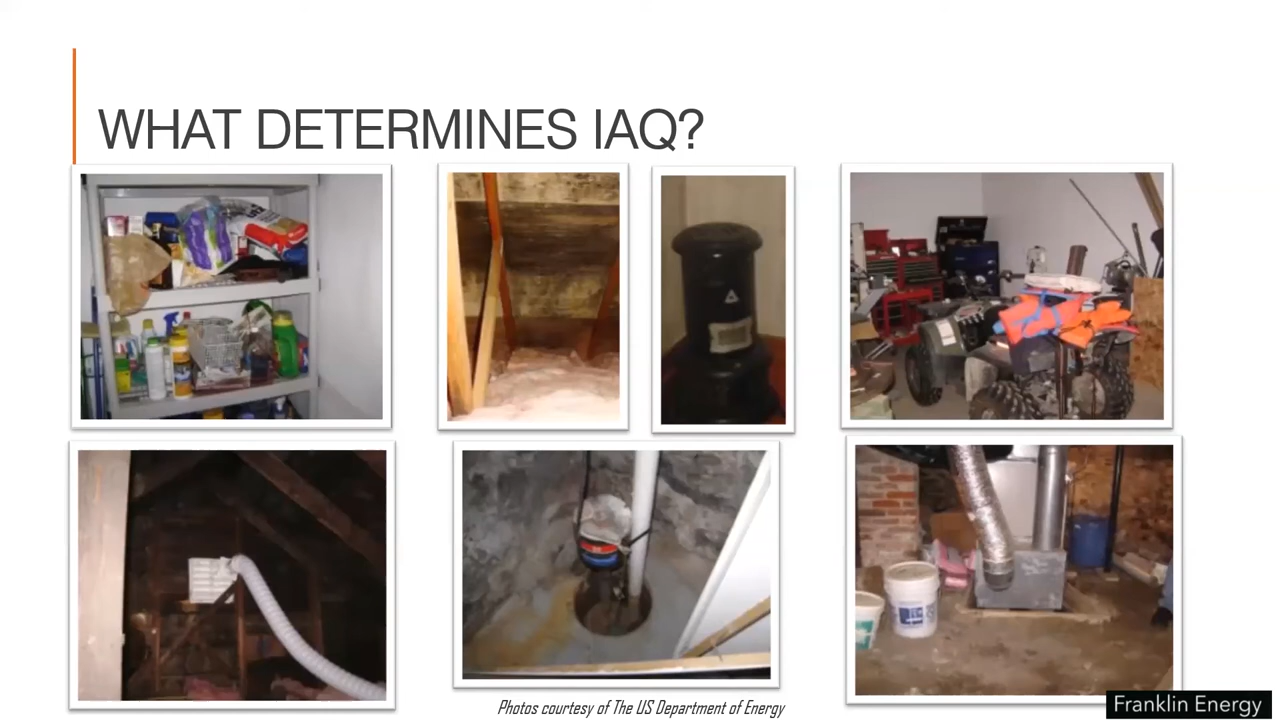 WHAT DETERMINES IAQ?
Photos courtesy of The US Department of Energy
Franklin Energy